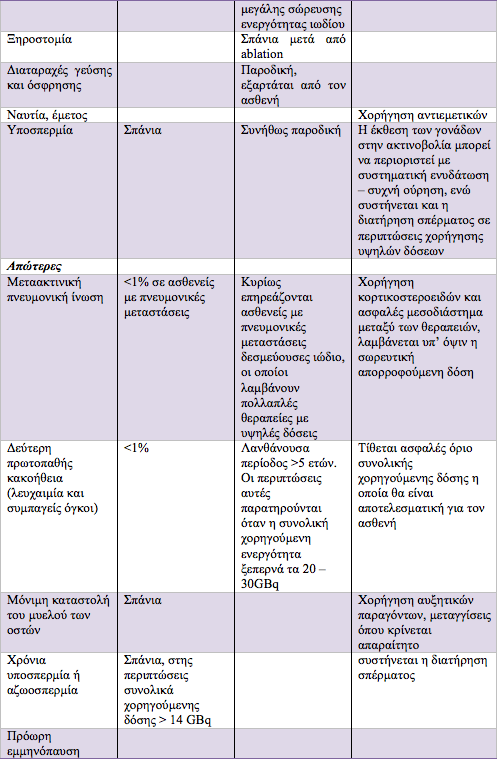 μεγάλης σώρευσης
ενεργότητας ιωδίου
Ξηροστομία
Σπάνια μετά από
ablation
Διαταραχές γεύσης
και όσφρησης
Παροδική,
εξαρτάται από τον
ασθενή
Ναυτία, έμετος
Χορήγηση αντιεμετικών
Υποσπερμία
Σπάνια
Συνήθως παροδική
Η έκθεση των γονάδων
στην ακτινοβολία μπορεί
να περιοριστεί με
συστηματική ενυδάτωση
– συχνή ούρηση, ενώ
συστήνεται και η
διατήρηση σπέρματος σε
περιπτώσεις χορήγησης
υψηλών δόσεων
Απώτερες
Μετaακτινική
πνευμονική ίνωση
<1% σε ασθενείς
με πνευμονικές
μεταστάσεις
Κυρίως
επηρεάζονται
ασθενείς με
πνευμονικές
μεταστάσεις
δεσμεύουσες ιώδιο,
οι οποίοι
λαμβάνουν
πολλαπλές
θεραπείες με
υψηλές δόσεις
Χορήγηση
κορτικοστεροειδών και
ασφαλές μεσοδιάστημα
μεταξύ των θεραπειών,
λαμβάνεται υπ’ όψιν η
σωρευτική
απορροφούμενη δόση
Δεύτερη
πρωτοπαθής
κακοήθεια
(λευχαιμία και
συμπαγείς όγκοι)
<1%
Λανθάνουσα
περίοδος >5 ετών.
Οι περιπτώσεις
αυτές
παρατηρούνται
όταν η συνολική
χορηγούμενη
ενεργότητα
ξεπερνά τα 20 –
30GBq
Τίθεται ασφαλές όριο
συνολικής
χορηγούμενης δόσης η
οποία θα είναι
αποτελεσματική για τον
ασθενή
Μόνιμη καταστολή
του μυελού των
οστών
Σπάνια
Χορήγηση αυξητικών
παραγόντων, μεταγγίσεις
όπου κρίνεται
απαραίτητο
Χρόνια
υποσπερμία ή
αζωοσπερμία
Σπάνια, στης
περιπτώσεις
συνολικά
χορηγούμενης
δόσης > 14 GBq
συστήνεται η διατήρηση
σπέρματος
Πρόωρη
εμμηνόπαυση